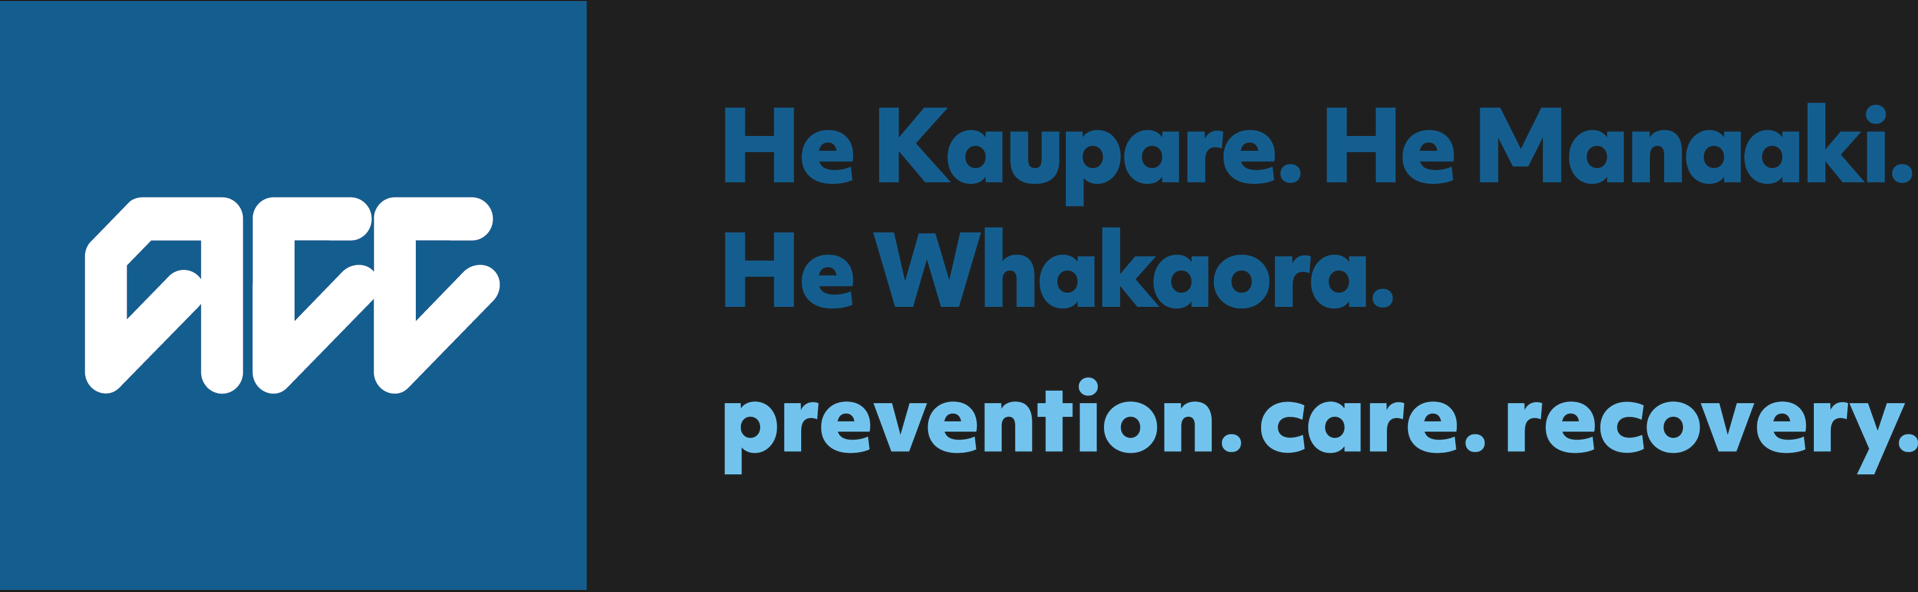 acc
He Kaupare. He Manaaki.
He Whakaora.
prevention. care. recovery.